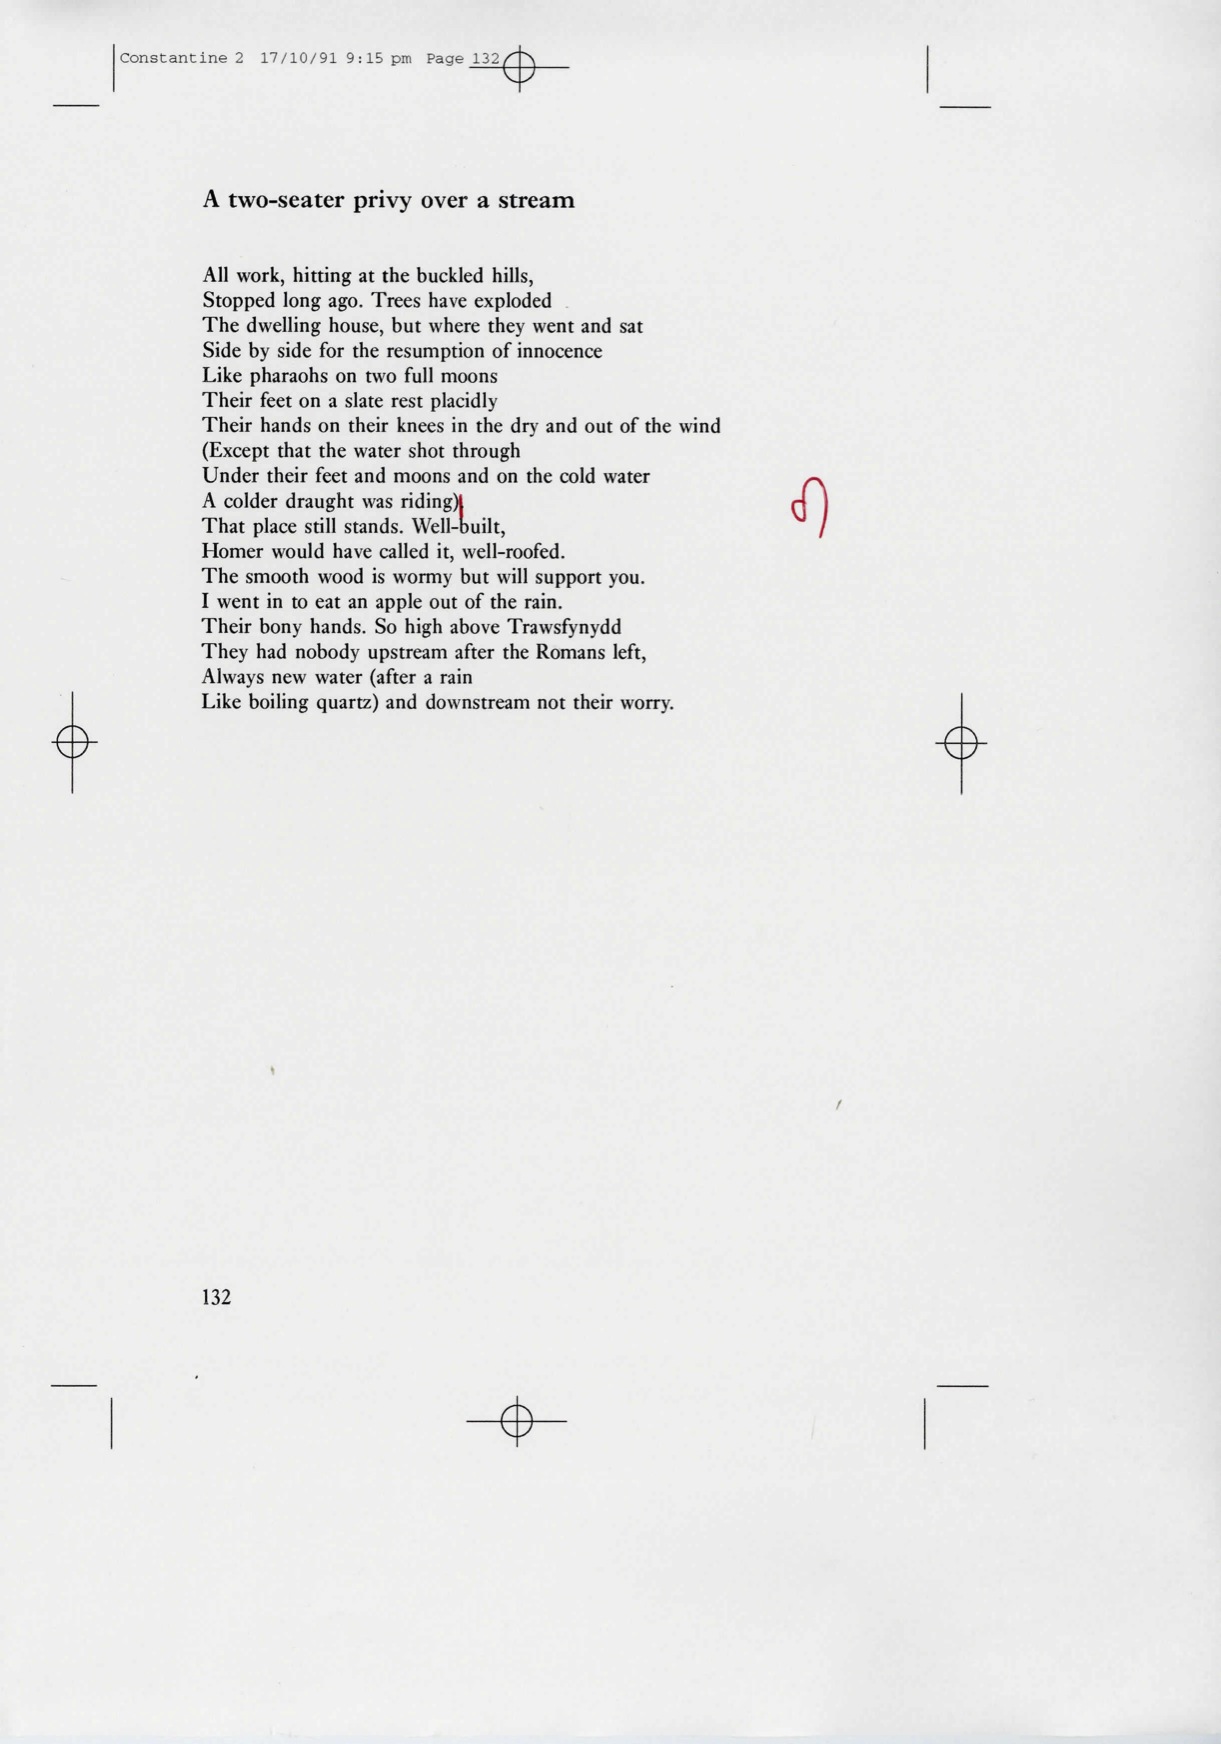 Constantine 2 17/10/91 9:15 pm Page 132
A two-seater privy over a stream
All work, hitting at the buckled hills,
Stopped long ago. Trees have exploded
The dwelling house, but where they went and sat
Side by side for the resumption of innocence
Like pharaohs on two full moons
Their feet on a slate rest placidly
Their hands on their knees in the dry and out of the wind
(Except that the water shot through
Under their feet and moons and on the cold water
A colder draught was riding)
That place still stands. Well-built,
Homer would have called it, well-roofed.
The smooth wood is wormy but will support you.
I went in to eat an apple out of the rain.
Their bony hands. So high above Trawsfynydd
They had nobody upstream after the Romans left,
Always new water (after a rain
Like boiling quartz) and downstream not their worry.
132